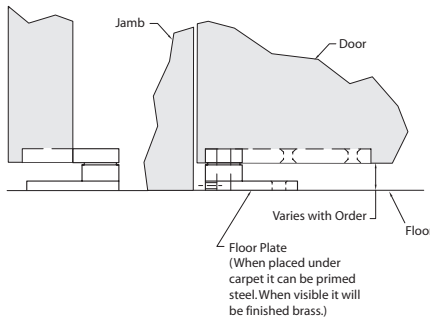 Jamb
Door
Varies with Order
Floor
Floor Plate
(When placed under
carpet it can be primed
steel. When visible it will
be finished brass.)